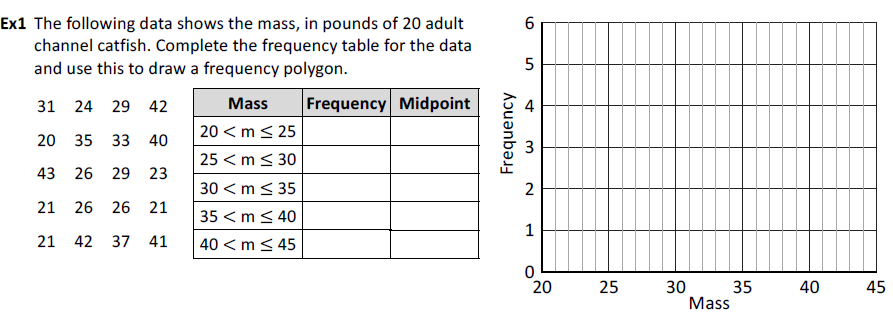 Ex1 The following data shows the mass, in pounds of 20 adult
channel catfish. Complete the frequency table for the data
and use this to draw a frequency polygon.
31 24 29 42
20 35 33 40
43 26 29 23
21 26 26 21
21 42 37 41
Mass Frequency Midpoint
20 < m ≤ 25
25 < m ≤ 30
30 < m ≤ 35
35 < m ≤ 40
40 < m ≤ 45
Frequency
6
5
4
3
2
1
0
20 25 30 35 40 45
Mass